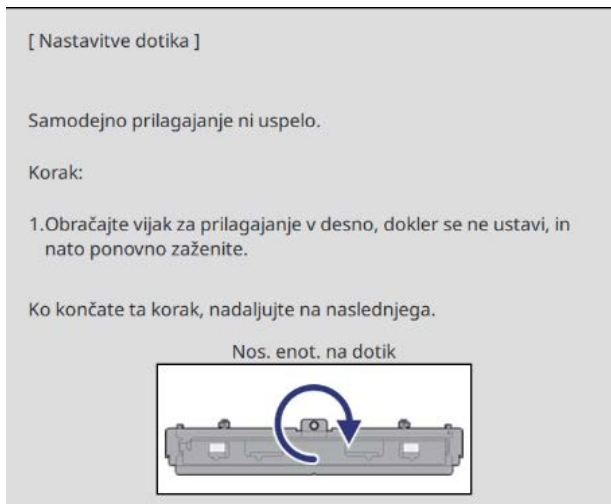 [ Nastavitve dotika ]
Samodejno prilagajanje ni uspelo.
Korak:
1.Obračajte vijak za prilagajanje v desno, dokler se ne ustavi, in
nato ponovno zaženite.
Ko končate ta korak, nadaljujte na naslednjega.
Nos. enot. na dotik